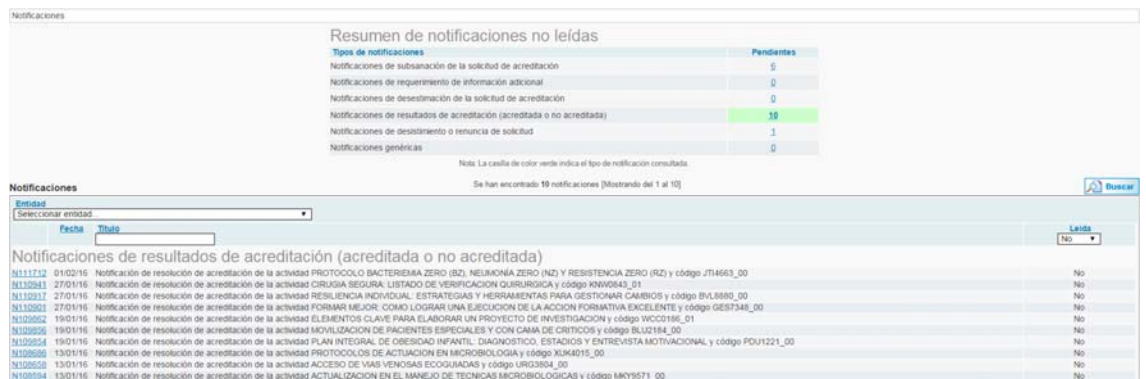 Notificaciones
Resumen de notificaciones no leídas
Tipos de notificaciones Pendientes
Notificaciones de subsanación de la solicitud de acreditación 6
Notificaciones de requerimiento de información adicional 0
Notificaciones de desestimación de la solicitud de acreditación 0
Notificaciones de resultados de acreditación (acreditada o no acreditada) 10
Notificaciones de desistimiento o renuncia de solicitud 1
Notificaciones genéricas 0
Nota: La casilla de color verde indica el tipo de notificación consultada.
Notificaciones Se han encontrado 10 notificaciones [Mostrando del 1 al 10] Buscar
Entidad
Seleccionar entidad...
Fecha Título Leída
No
Notificaciones de resultados de acreditación (acreditada o no acreditada)
N111712 01/02/16 Notificación de resolución de acreditación de la actividad PROTOCOLO BACTERIEMIA ZERO (BZ), NEUMONÍA ZERO (NZ) Y RESISTENCIA ZERO (RZ) y código JTI4663_00 No
N110941 27/01/16 Notificación de resolución de acreditación de la actividad CIRUGIA SEGURA: LISTADO DE VERIFICACION QUIRURGICA y código KNW0843_01 No
N110917 27/01/16 Notificación de resolución de acreditación de la actividad RESILIENCIA INDIVIDUAL: ESTRATEGIAS Y HERRAMIENTAS PARA GESTIONAR CAMBIOS y código BVL8880_00 No
N110901 27/01/16 Notificación de resolución de acreditación de la actividad FORMAR MEJOR: COMO LOGRAR UNA EJECUCION DE LA ACCION FORMATIVA EXCELENTE y código GES7348_00 No
N109862 19/01/16 Notificación de resolución de acreditación de la actividad ELEMENTOS CLAVE PARA ELABORAR UN PROYECTO DE INVESTIGACION y código WCC0186_01 No
N109856 19/01/16 Notificación de resolución de acreditación de la actividad MOVILIZACION DE PACIENTES ESPECIALES Y CON CAMA DE CRITICOS y código BLU2184_00 No
N109854 19/01/16 Notificación de resolución de acreditación de la actividad PLAN INTEGRAL DE OBESIDAD INFANTIL: DIAGNOSTICO, ESTADIOS Y ENTREVISTA MOTIVACIONAL y código PDU1221_00 No
N108686 13/01/16 Notificación de resolución de acreditación de la actividad PROTOCOLOS DE ACTUACION EN MICROBIOLOGIA y código XUK4015_00 No
N108658 13/01/16 Notificación de resolución de acreditación de la actividad ACCESO DE VIAS VENOSAS ECOGUIADAS y código URG3804_00 No
N108594 13/01/16 Notificación de resolución de acreditación de la actividad ACTUALIZACION EN EL MANEJO DE TECNICAS MICROBIOLOGICAS y código MKY9571_00 No